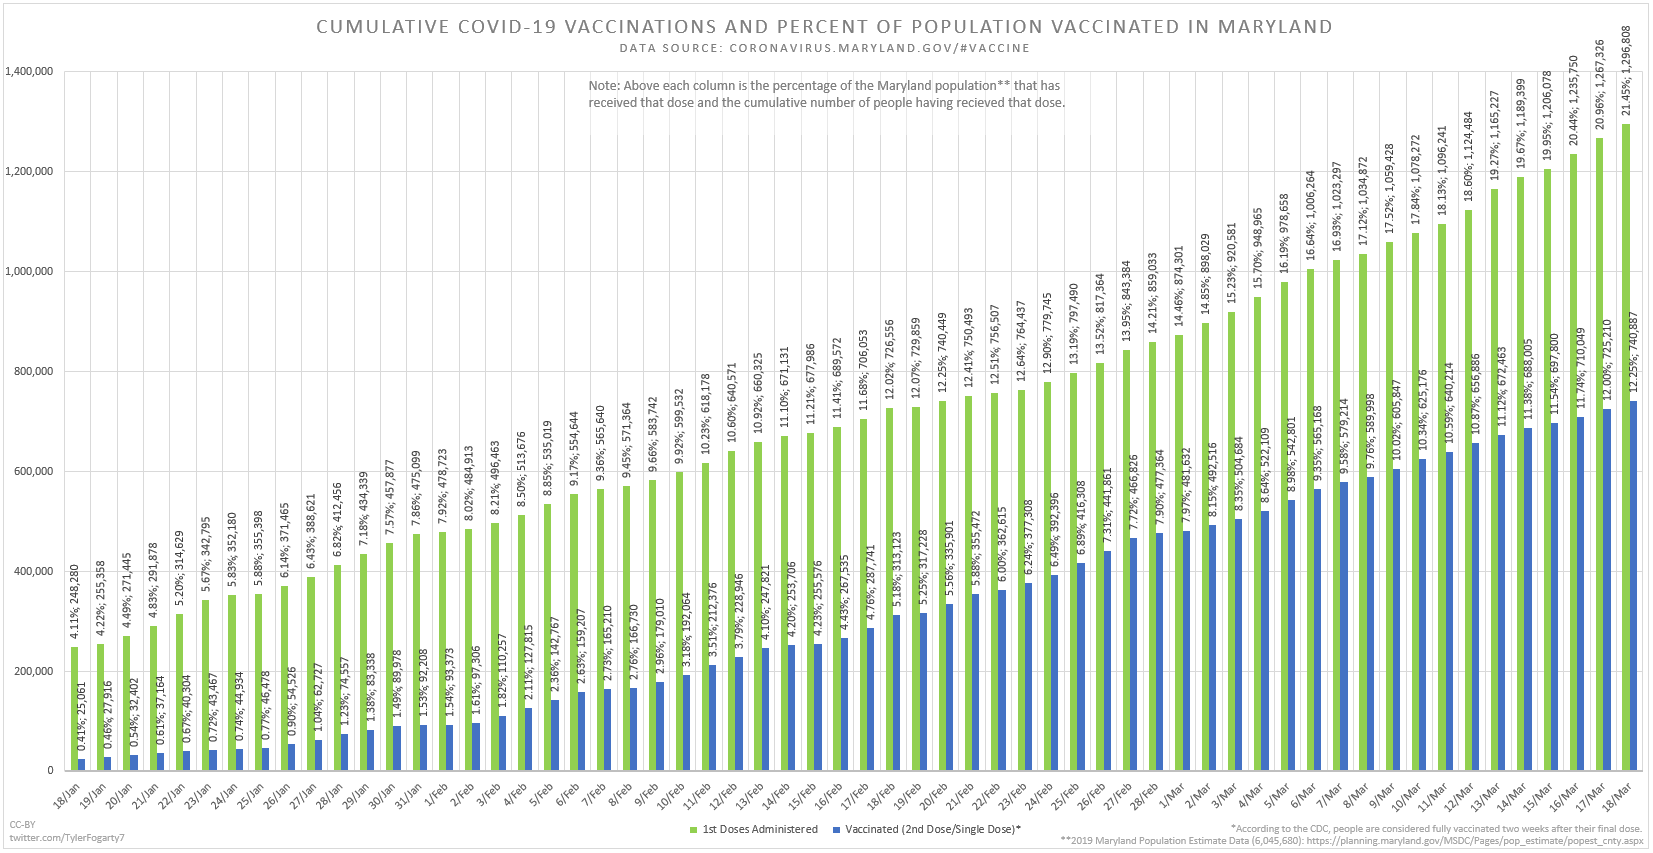 CUMULATIVE COVID-19 VACCINATIONS AND PERCENT OF POPULATION VACCINATED IN MARYLAND
DATA SOURCE: CORONAVIRUS.MARYLAND.GOV/#VACCINE
Note: Above each column is the percentage of the Maryland population** that has
received that dose and the cumulative number of people having recieved that dose.
1,400,000
1,200,000
1,000,000
800,000
600,000
400,000
200,000
0
4.11%; 248,280
0.41%; 25,061
4.22%; 255,358
0.46%; 27,916
4.49%; 271,445
0.54%; 32,402
4.83%; 291,878
0.61%; 37,164
5.20%; 314,629
0.67%; 40,304
5.67%; 342,795
0.72%; 43,467
5.83%; 352,180
0.74%; 44,934
5.88%; 355,398
0.77%; 46,478
6.14%; 371,465
0.90%; 54,526
6.43%; 388,621
1.04%; 62,727
6.82%; 412,456
1.23%; 74,557
7.18%; 434,339
1.38%; 83,338
7.57%; 457,877
1.49%; 89,978
7.86%; 475,099
1.53%; 92,208
7.92%; 478,723
1.54%; 93,373
8.02%; 484,913
1.61%; 97,306
8.21%; 496,463
1.82%; 110,257
8.50%; 513,676
2.11%; 127,815
8.85%; 535,019
2.36%; 142,767
9.17%; 554,644
2.63%; 159,207
9.36%; 565,640
2.73%; 165,210
9.45%; 571,364
2.76%; 166,730
9.66%; 583,742
2.96%; 179,010
9.92%; 599,532
3.18%; 192,064
10.23%; 618,178
3.51%; 212,376
10.60%; 640,571
3.79%; 228,946
10.92%; 660,325
4.10%; 247,821
11.10%; 671,131
4.20%; 253,706
11.21%; 677,986
4.23%; 255,576
11.41%; 689,572
4.43%; 267,535
11.68%; 706,053
4.76%; 287,741
12.02%; 726,556
5.18%; 313,123
12.07%; 729,859
5.25%; 317,228
12.25%; 740,449
5.56%; 335,901
12.41%; 750,493
5.88%; 355,472
12.51%; 756,507
6.00%; 362,615
12.64%; 764,437
6.24%; 377,308
12.90%; 779,745
6.49%; 392,396
13.19%; 797,490
6.89%; 416,308
13.52%; 817,364
7.31%; 441,861
13.95%; 843,384
7.72%; 466,826
14.21%; 859,033
7.90%; 477,364
14.46%; 874,301
7.97%; 481,632
14.85%; 898,029
8.15%; 492,516
15.23%; 920,581
8.35%; 504,684
15.70%; 948,965
8.64%; 522,109
16.19%; 978,658
8.98%; 542,801
16.64%; 1,006,264
9.35%; 565,168
16.93%; 1,023,297
9.58%; 579,214
17.12%; 1,034,872
9.76%; 589,998
17.52%; 1,059,428
10.02%; 605,847
17.84%; 1,078,272
10.34%; 625,176
18.13%; 1,096,241
10.59%; 640,214
18.60%; 1,124,484
10.87%; 656,886
19.27%; 1,165,227
11.12%; 672,463
19.67%; 1,189,399
11.38%; 688,005
19.95%; 1,206,078
11.54%; 697,800
20.44%; 1,235,750
11.74%; 710,049
20.96%; 1,267,326
12.00%; 725,210
21.45%; 1,296,808
12.25%; 740,887
18/Jan
19/Jan
20/Jan
21/Jan
22/Jan
23/Jan
24/Jan
25/Jan
26/Jan
27/Jan
28/Jan
29/Jan
30/Jan
31/Jan
1/Feb
2/Feb
3/Feb
4/Feb
5/Feb
6/Feb
7/Feb
8/Feb
9/Feb
10/Feb
11/Feb
12/Feb
13/Feb
14/Feb
15/Feb
16/Feb
17/Feb
18/Feb
19/Feb
20/Feb
21/Feb
22/Feb
23/Feb
24/Feb
25/Feb
26/Feb
27/Feb
28/Feb
1/Mar
2/Mar
3/Mar
4/Mar
5/Mar
6/Mar
7/Mar
8/Mar
9/Mar
10/Mar
11/Mar
12/Mar
13/Mar
14/Mar
15/Mar
16/Mar
17/Mar
18/Mar
CC-BY
twitter.com/TylerFogarty7
1st Doses Administered
Vaccinated (2nd Dose/Single Dose)*
*According to the CDC, people are considered fully vaccinated two weeks after their final dose.
**2019 Maryland Population Estimate Data (6,045,680): https://planning.maryland.gov/MSDC/Pages/pop_estimate/popest_cnty.aspx